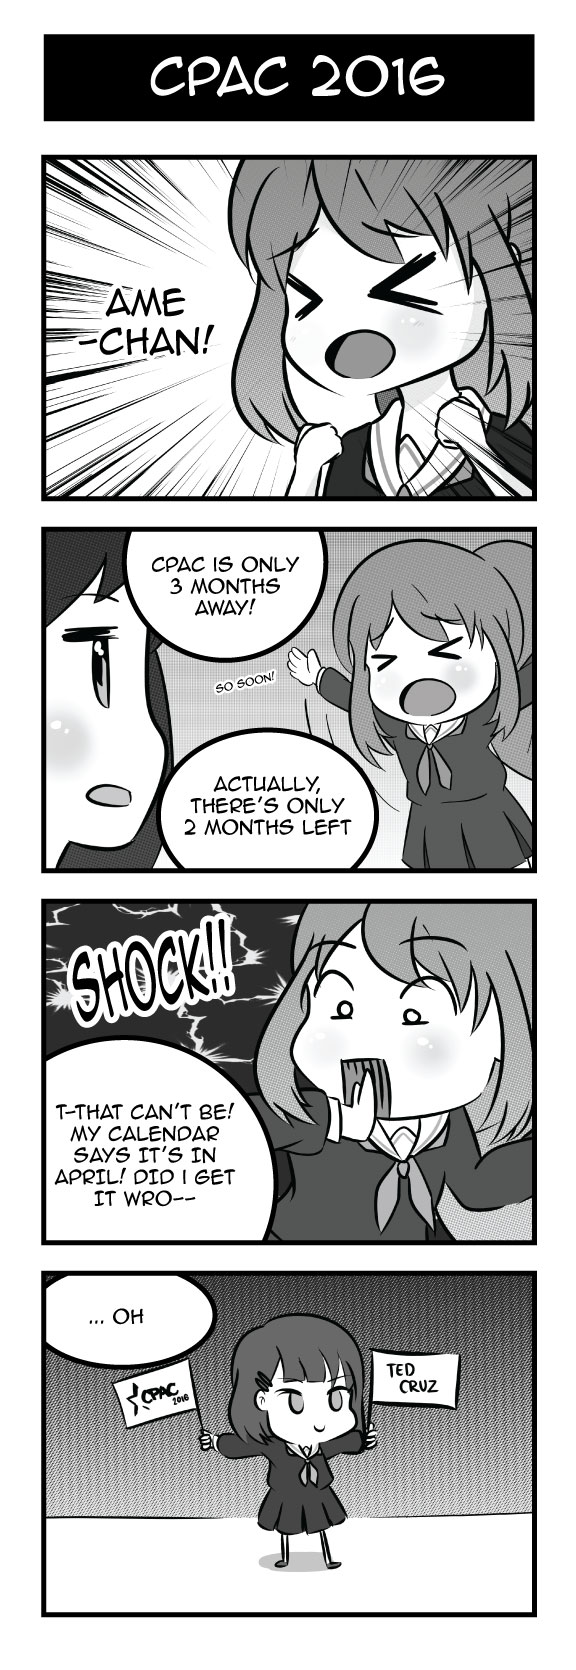 CPAC 2016
AME
-CHAN!
CPAC IS ONLY
3 MONTHS
AWAY!
SO SOON!
ACTUALLY,
THERE'S ONLY
2 MONTHS LEFT
SHOCK!!
T-THAT CAN'T BE!
MY CALENDAR
SAYS IT'S IN
APRIL! DID I GET
IT WRO--
... OH
CPAC
2016
TED
CRUZ